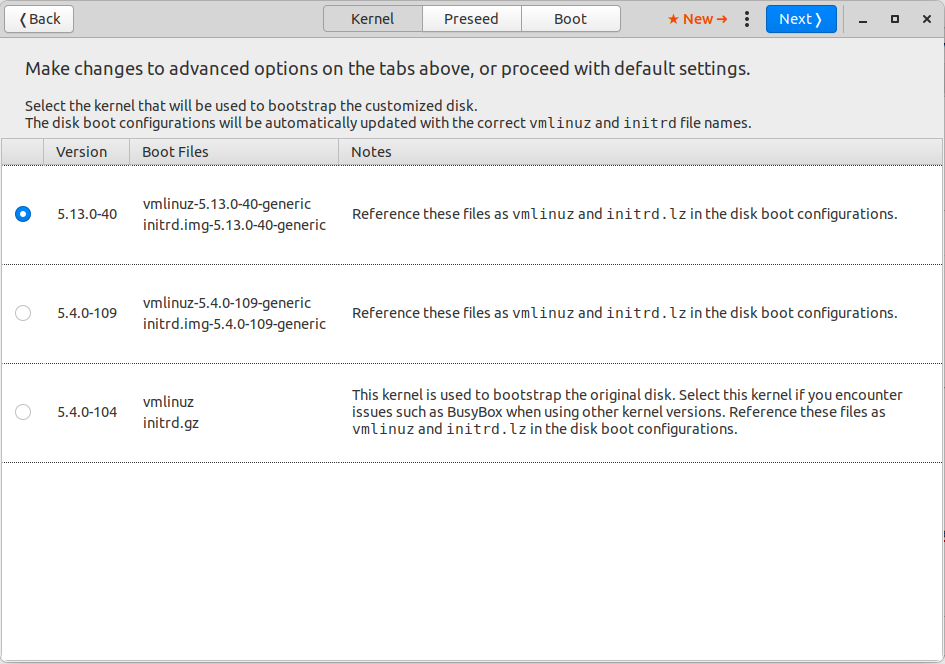 ❬Back Kernel Preseed Boot ★ New → Next ❭
Make changes to advanced options on the tabs above, or proceed with default settings.
Select the kernel that will be used to bootstrap the customized disk.
The disk boot configurations will be automatically updated with the correct vmlinuz and initrd file names.
Version Boot Files Notes
5.13.0-40 vmlinuz-5.13.0-40-generic
initrd.img-5.13.0-40-generic Reference these files as vmlinuz and initrd.lz in the disk boot configurations.
5.4.0-109 vmlinuz-5.4.0-109-generic
initrd.img-5.4.0-109-generic Reference these files as vmlinuz and initrd.lz in the disk boot configurations.
5.4.0-104 vmlinuz
initrd.gz
This kernel is used to bootstrap the original disk. Select this kernel if you encounter
issues such as BusyBox when using other kernel versions. Reference these files as
vmlinuz and initrd.lz in the disk boot configurations.